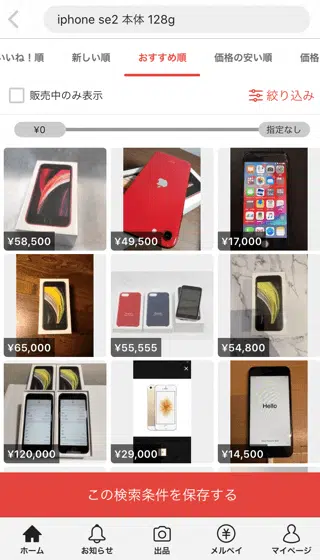 iphone se2 本体 128g
いいね！順 新しい順 おすすめ順 価格の安い順 価格
販売中のみ表示 絞り込み
¥0 指定なし
¥58,500 ¥49,500 ¥17,000
¥65,000 ¥55,555 ¥54,800
Hello
¥120,000 ¥29,000 ¥14,500
この検索条件を保存する
ホーム お知らせ 出品 メルペイ マイページ